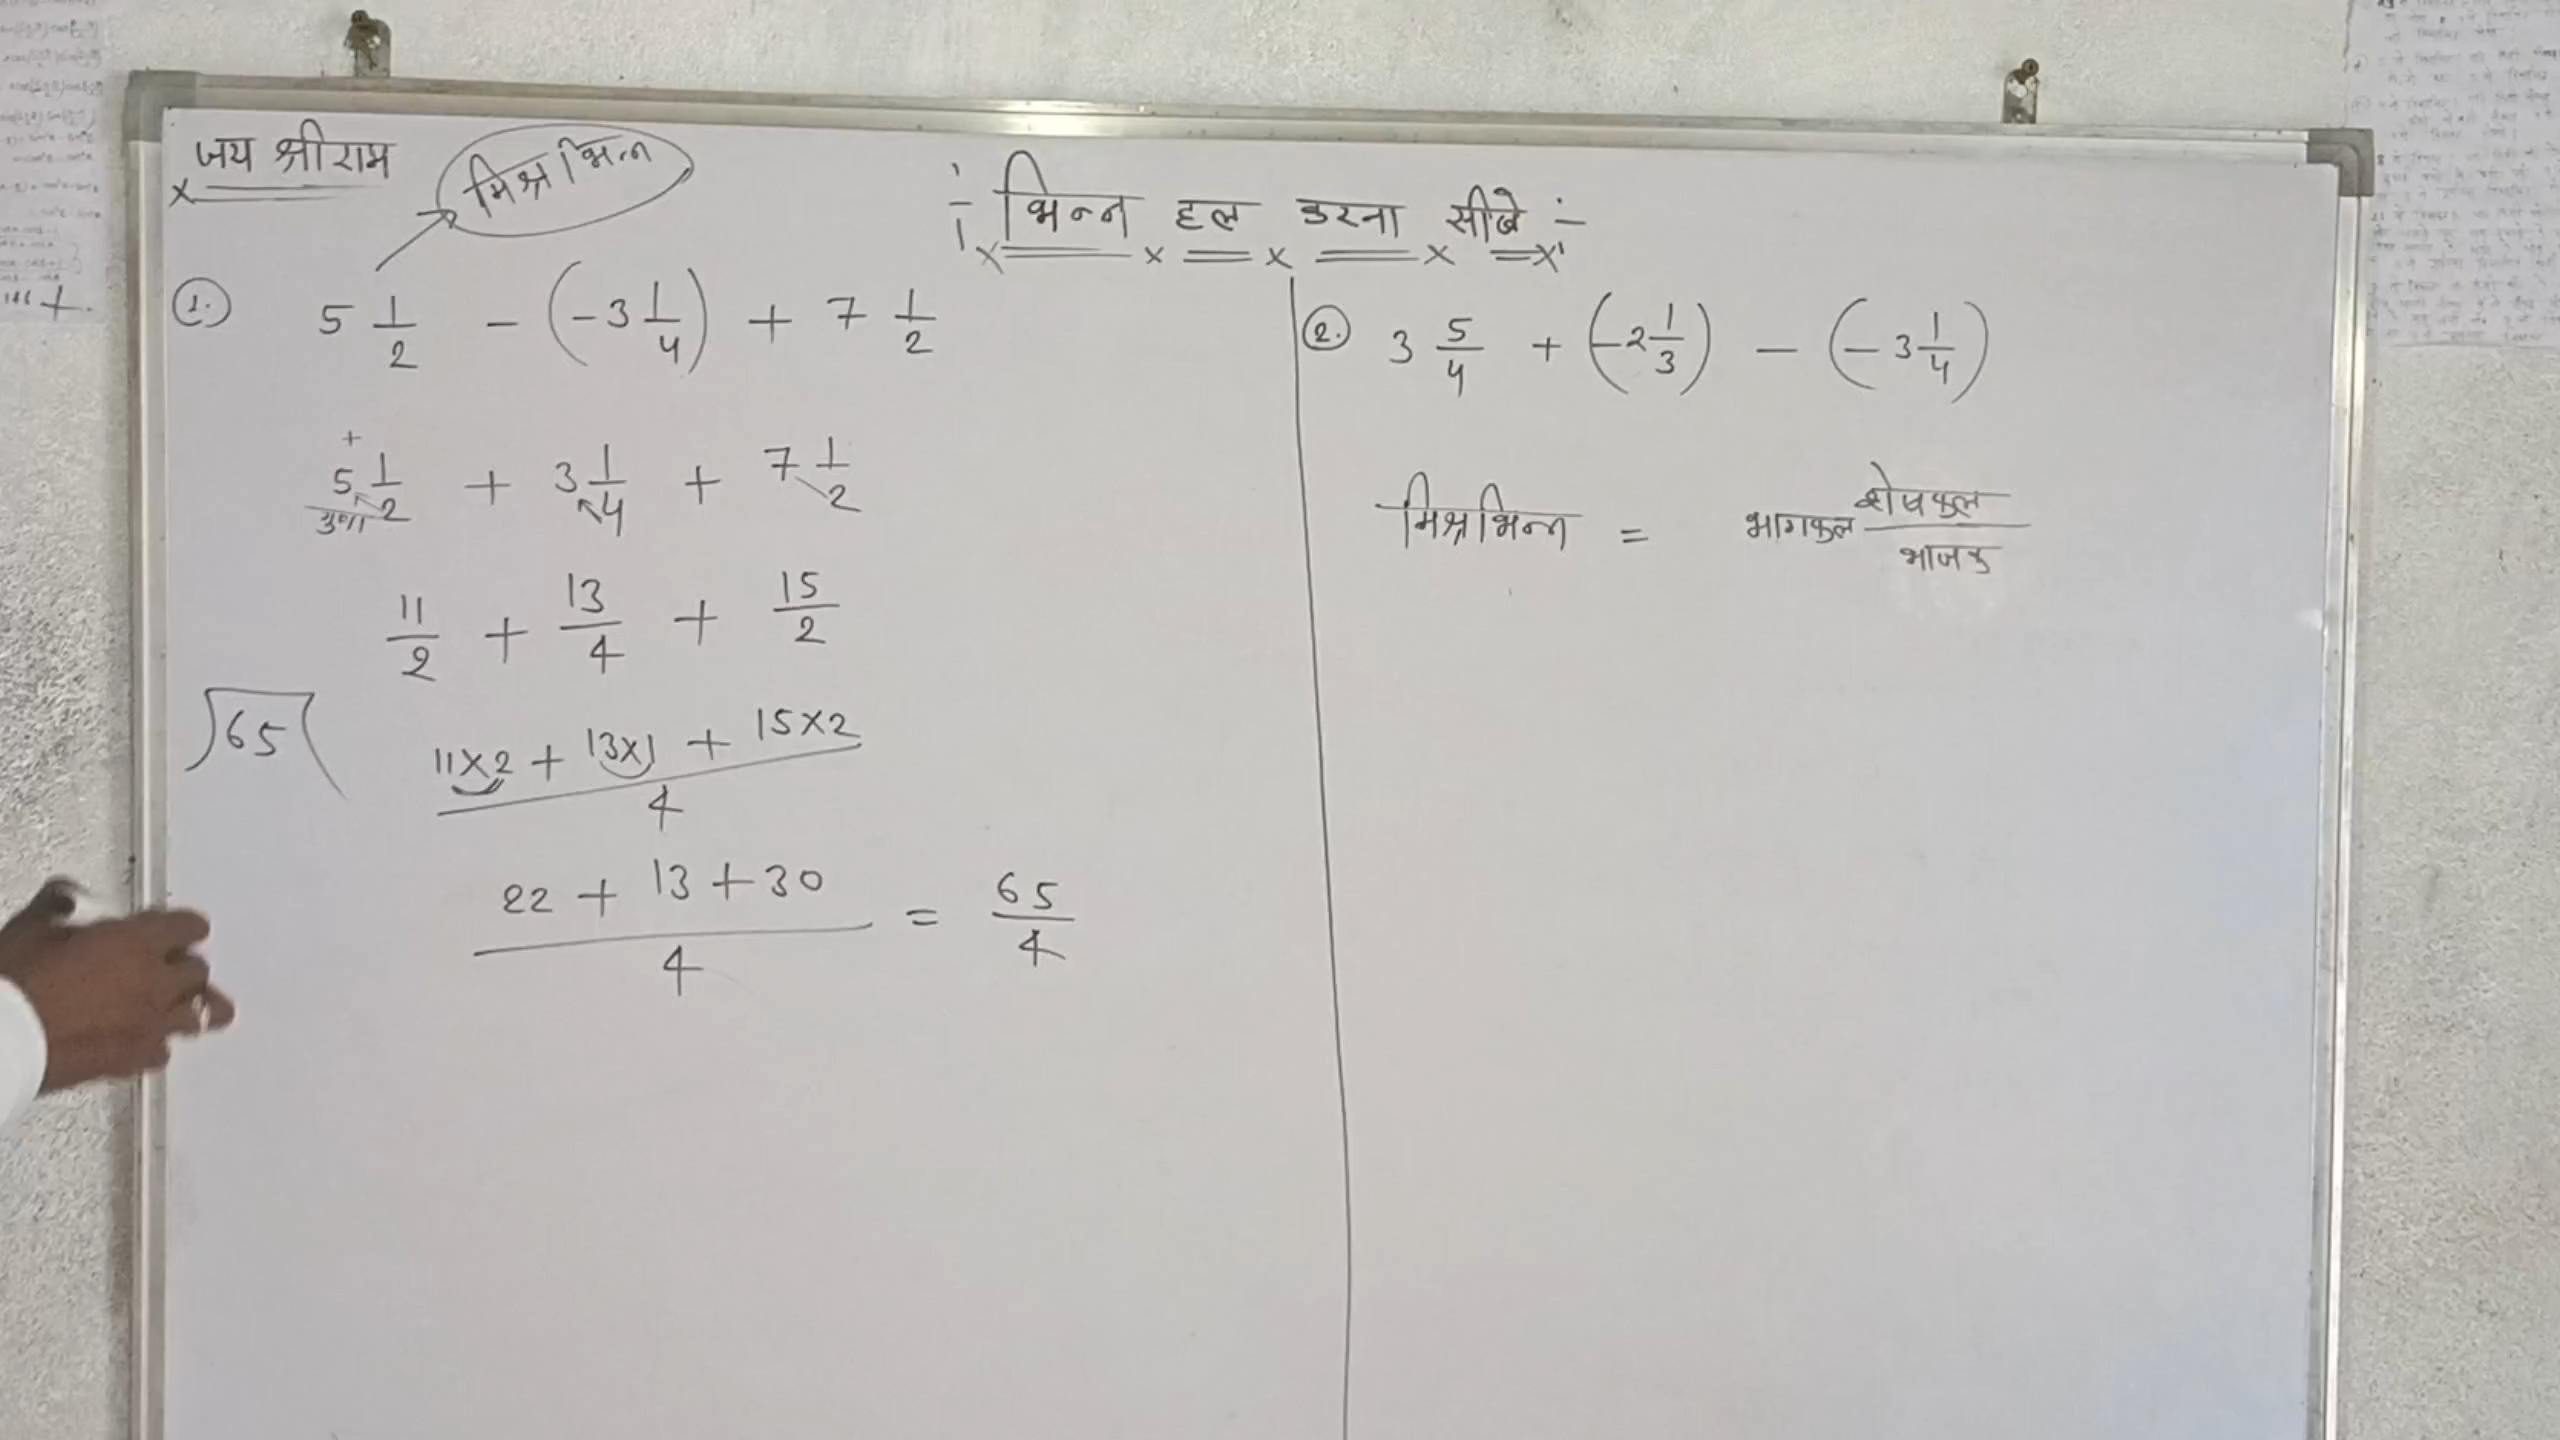 जय श्री राम
मिश्र भिन्न
:- भिन्न हल करना सीखे :-
1. 5 1/2 - (-3 1/4) + 7 1/2
5 1/2 + 3 1/4 + 7 1/2
+
गुणा
11/2 + 13/4 + 15/2
65
11×2 + 13×1 + 15×2 / 4
22 + 13 + 30 / 4 = 65/4
2. 3 5/4 + (-2 1/3) - (-3 1/4)
मिश्र भिन्न = भागफल शेषफल / भाजक